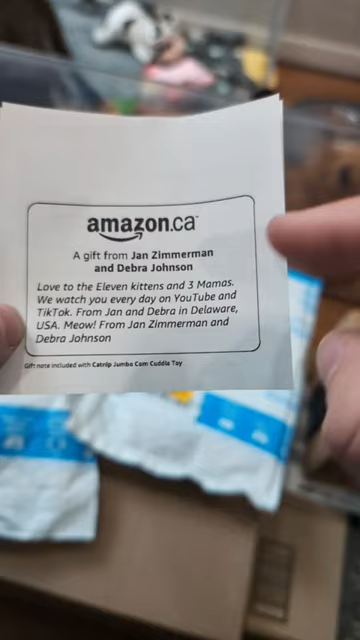 amazon.ca
A gift from Jan Zimmerman
and Debra Johnson
Love to the Eleven kittens and 3 Mamas.
We watch you every day on YouTube and
TikTok. From Jan and Debra in Delaware,
USA. Meow! From Jan Zimmerman and
Debra Johnson
Gift note included with Catnip Jumbo Corn Cuddle Toy